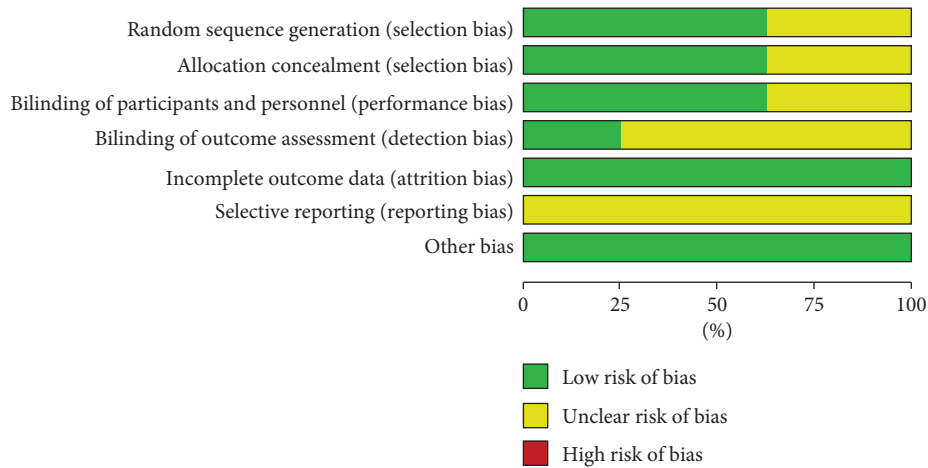 Random sequence generation (selection bias)
Allocation concealment (selection bias)
Bilinding of participants and personnel (performance bias)
Bilinding of outcome assessment (detection bias)
Incomplete outcome data (attrition bias)
Selective reporting (reporting bias)
Other bias
0 25 50 75 100
(%)
Low risk of bias
Unclear risk of bias
High risk of bias